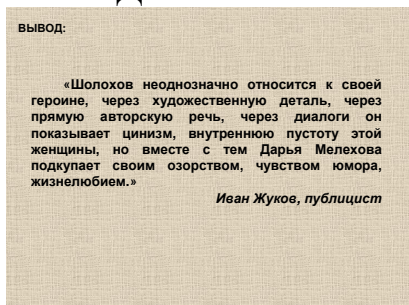 ВЫВОД:
«Шолохов неоднозначно относится к своей
героине, через художественную деталь, через
прямую авторскую речь, через диалоги он
показывает цинизм, внутреннюю пустоту этой
женщины, но вместе с тем Дарья Мелехова
подкупает своим озорством, чувством юмора,
жизнелюбием.»
Иван Жуков, публицист